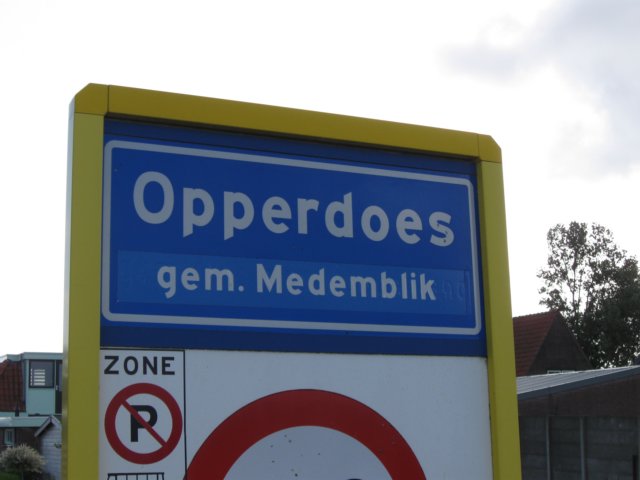 Opperdoes
gem. Medemblik
ZONE
P